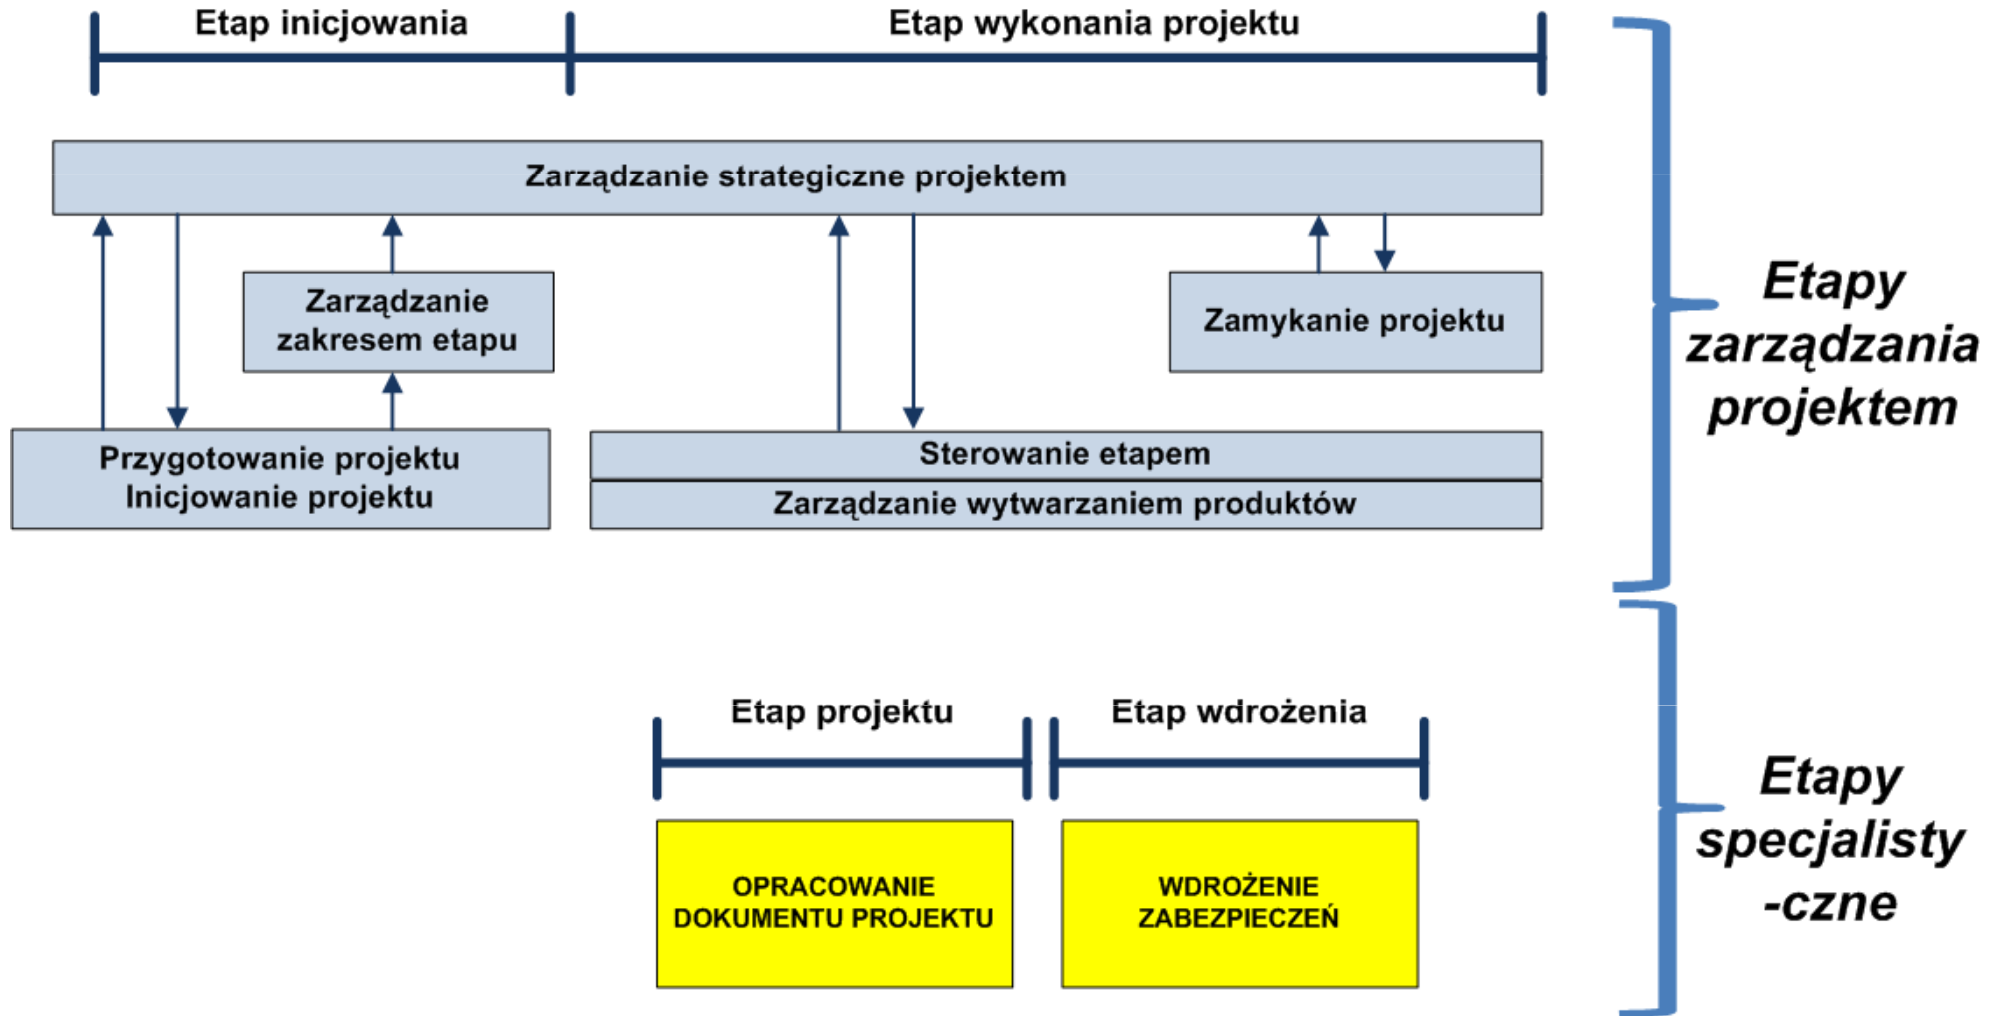 Etap inicjowania
Etap wykonania projektu
Zarządzanie strategiczne projektem
Zarządzanie
zakresem etapu
Zamykanie projektu
Przygotowanie projektu
Inicjowanie projektu
Sterowanie etapem
Zarządzanie wytwarzaniem produktów
Etapy
zarządzania
projektem
Etap projektu
Etap wdrożenia
OPRACOWANIE
DOKUMENTU PROJEKTU
WDROŻENIE
ZABEZPIECZEŃ
Etapy
specjalisty
-czne